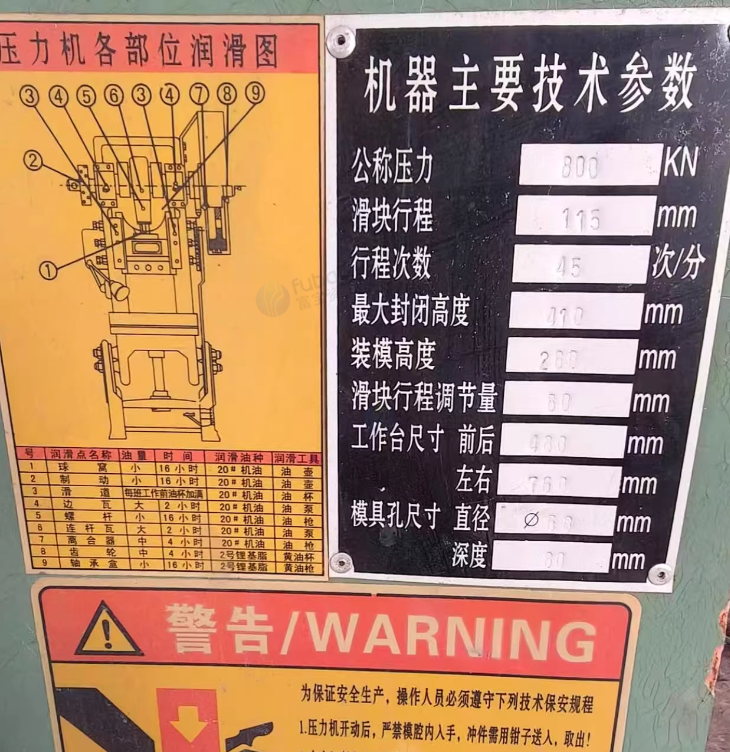 压力机各部位润滑图
③ ④ ⑤ ⑥ ③ ④ ⑦ ⑧ ⑨
②
①
号 润滑点名称 油量 时间 润滑油种 润滑工具
1 球窝 小 16小时 20#机油 油壶
2 制动 小 16小时 20#机油 油壶
3 滑道 每班工作前油杯加满 20#机油 油杯
4 边瓦 大 2小时 20#机油 油泵
5 螺杆 小 16小时 20#机油 油枪
6 连杆瓦 大 2小时 20#机油 油泵
7 离合器 中 4小时 20#机油 油枪
8 齿轮 中 4小时 2号锂基脂 黄油杯
9 轴承盒 小 16小时 2号锂基脂 黄油枪
机器主要技术参数
公称压力 800 KN
滑块行程 115 mm
行程次数 45 次/分
最大封闭高度 410 mm
装模高度 mm
滑块行程调节量 mm
工作台尺寸 前后 mm
左右 760 mm
模具孔尺寸 直径 ∅60 mm
深度 mm
警告/WARNING
为保证安全生产，操作人员必须遵守下列技术保安规程
1.压力机开动后，严禁模腔内入手，冲件需用钳子送入，取出！